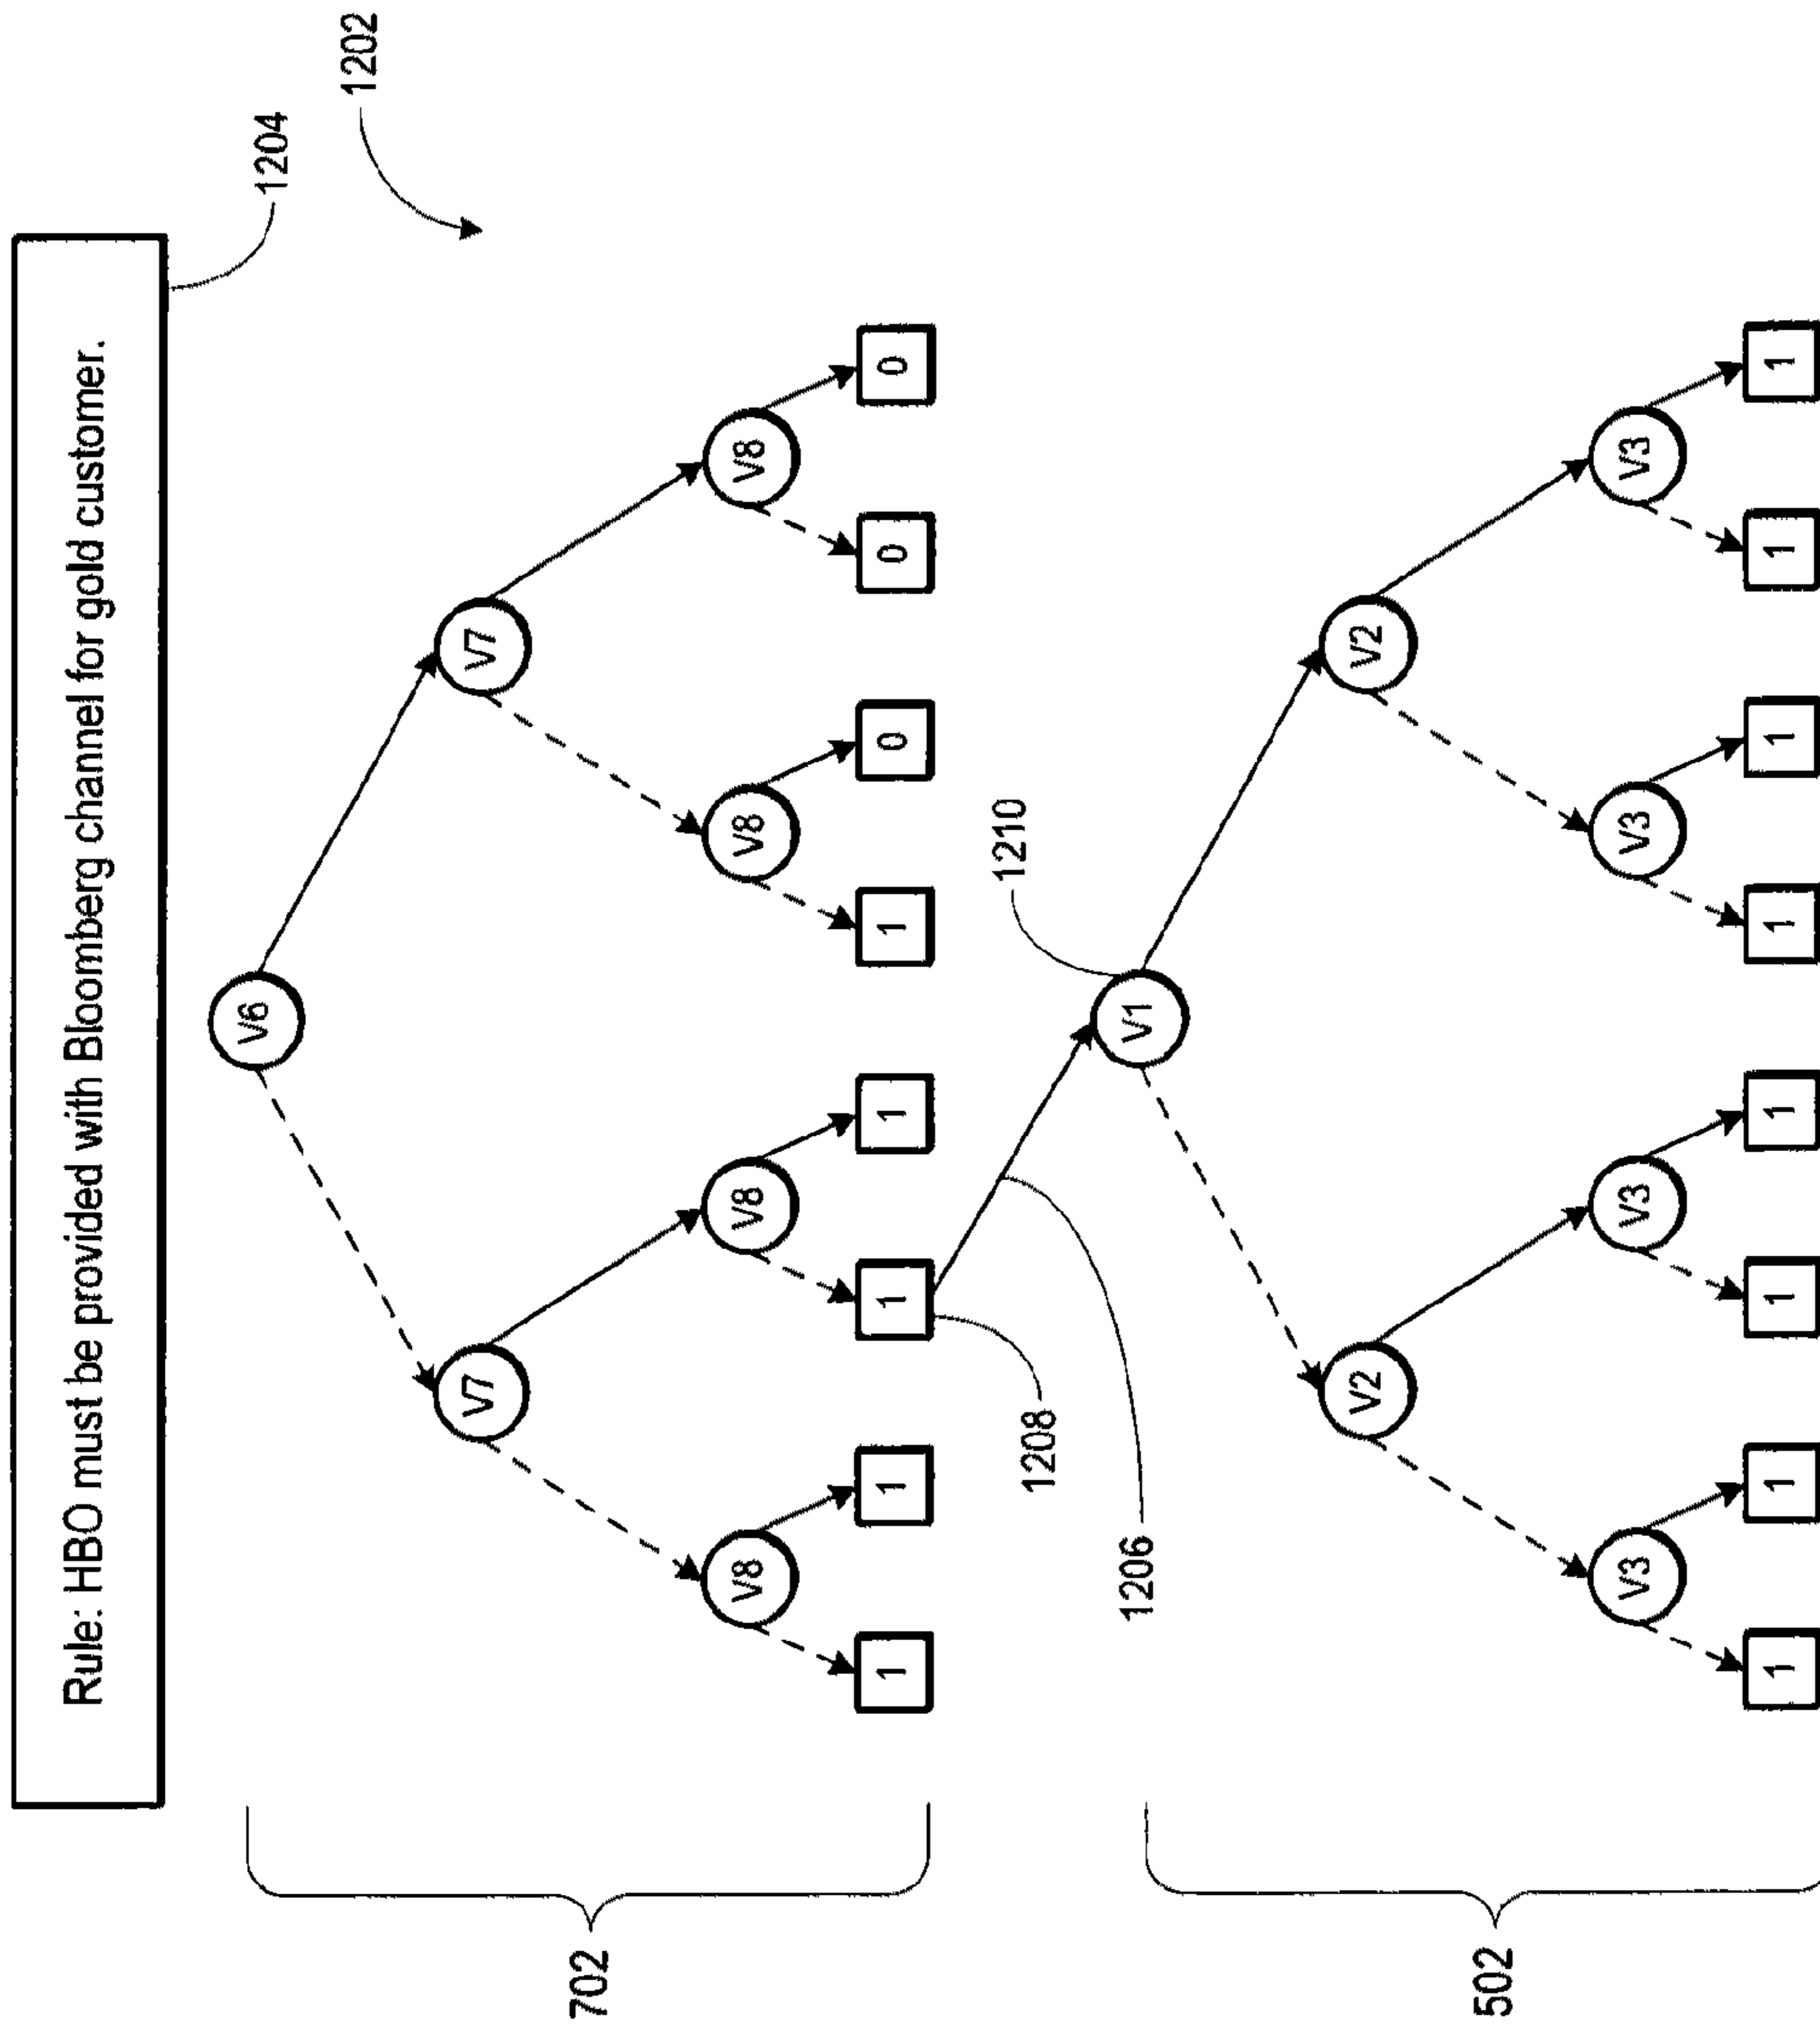 Rule: HBO must be provided with Bloomberg channel for gold customer.
1204
1202
V6
V7 V7
702
V8 V8 V8 V8
1 1 1 1 1 0 0 0
1210
1208
1206
V1
V2 V2
502
V3 V3 V3 V3
1 1 1 1 1 1 1 1